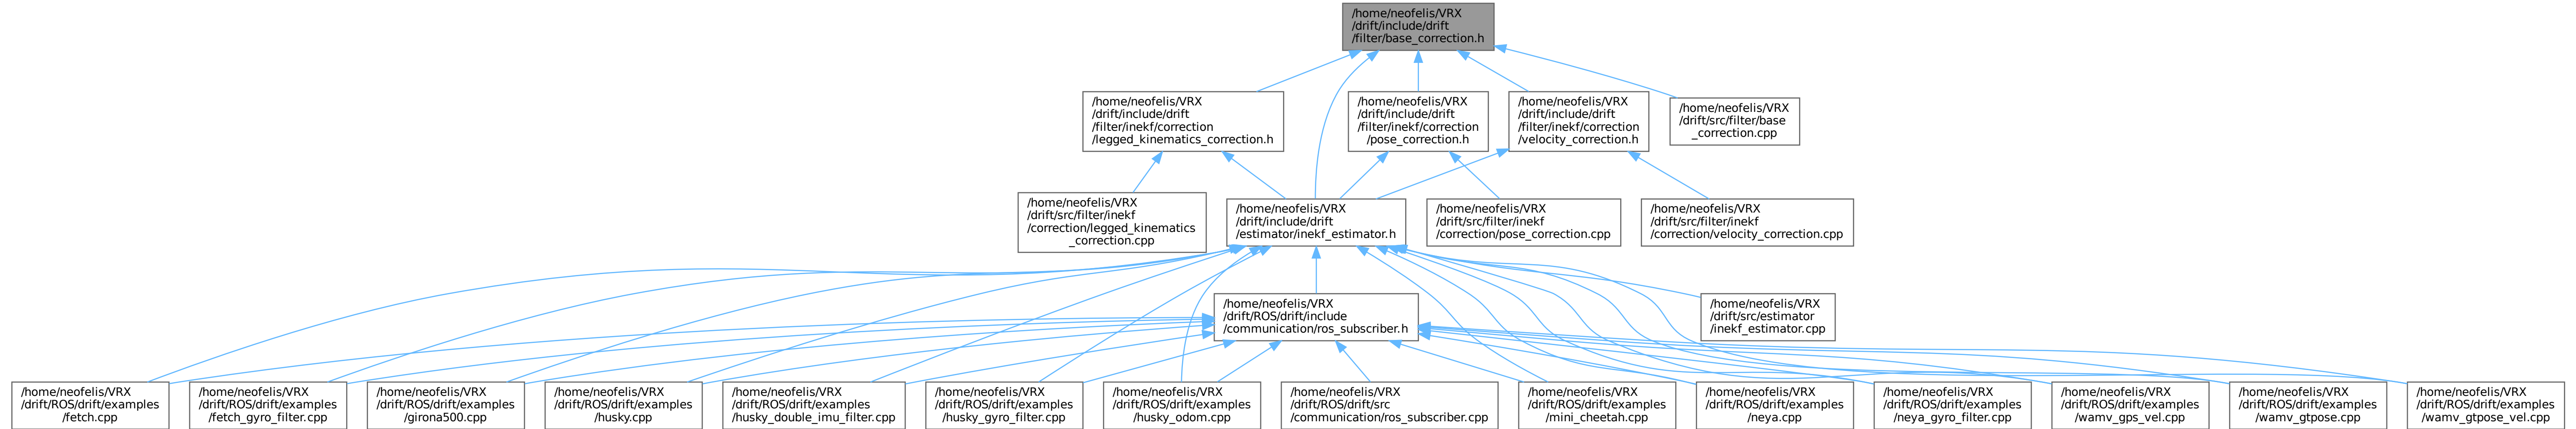 /home/neofelis/VRX
/drift/include/drift
/filter/base_correction.h
/home/neofelis/VRX
/drift/include/drift
/filter/inekf/correction
/legged_kinematics_correction.h
/home/neofelis/VRX
/drift/include/drift
/filter/inekf/correction
/pose_correction.h
/home/neofelis/VRX
/drift/include/drift
/filter/inekf/correction
/velocity_correction.h
/home/neofelis/VRX
/drift/src/filter/base
_correction.cpp
/home/neofelis/VRX
/drift/src/filter/inekf
/correction/legged_kinematics
_correction.cpp
/home/neofelis/VRX
/drift/include/drift
/estimator/inekf_estimator.h
/home/neofelis/VRX
/drift/src/filter/inekf
/correction/pose_correction.cpp
/home/neofelis/VRX
/drift/src/filter/inekf
/correction/velocity_correction.cpp
/home/neofelis/VRX
/drift/ROS/drift/include
/communication/ros_subscriber.h
/home/neofelis/VRX
/drift/src/estimator
/inekf_estimator.cpp
/home/neofelis/VRX
/drift/ROS/drift/examples
/fetch.cpp
/home/neofelis/VRX
/drift/ROS/drift/examples
/fetch_gyro_filter.cpp
/home/neofelis/VRX
/drift/ROS/drift/examples
/girona500.cpp
/home/neofelis/VRX
/drift/ROS/drift/examples
/husky.cpp
/home/neofelis/VRX
/drift/ROS/drift/examples
/husky_double_imu_filter.cpp
/home/neofelis/VRX
/drift/ROS/drift/examples
/husky_gyro_filter.cpp
/home/neofelis/VRX
/drift/ROS/drift/examples
/husky_odom.cpp
/home/neofelis/VRX
/drift/ROS/drift/src
/communication/ros_subscriber.cpp
/home/neofelis/VRX
/drift/ROS/drift/examples
/mini_cheetah.cpp
/home/neofelis/VRX
/drift/ROS/drift/examples
/neya.cpp
/home/neofelis/VRX
/drift/ROS/drift/examples
/neya_gyro_filter.cpp
/home/neofelis/VRX
/drift/ROS/drift/examples
/wamv_gps_vel.cpp
/home/neofelis/VRX
/drift/ROS/drift/examples
/wamv_gtpose.cpp
/home/neofelis/VRX
/drift/ROS/drift/examples
/wamv_gtpose_vel.cpp